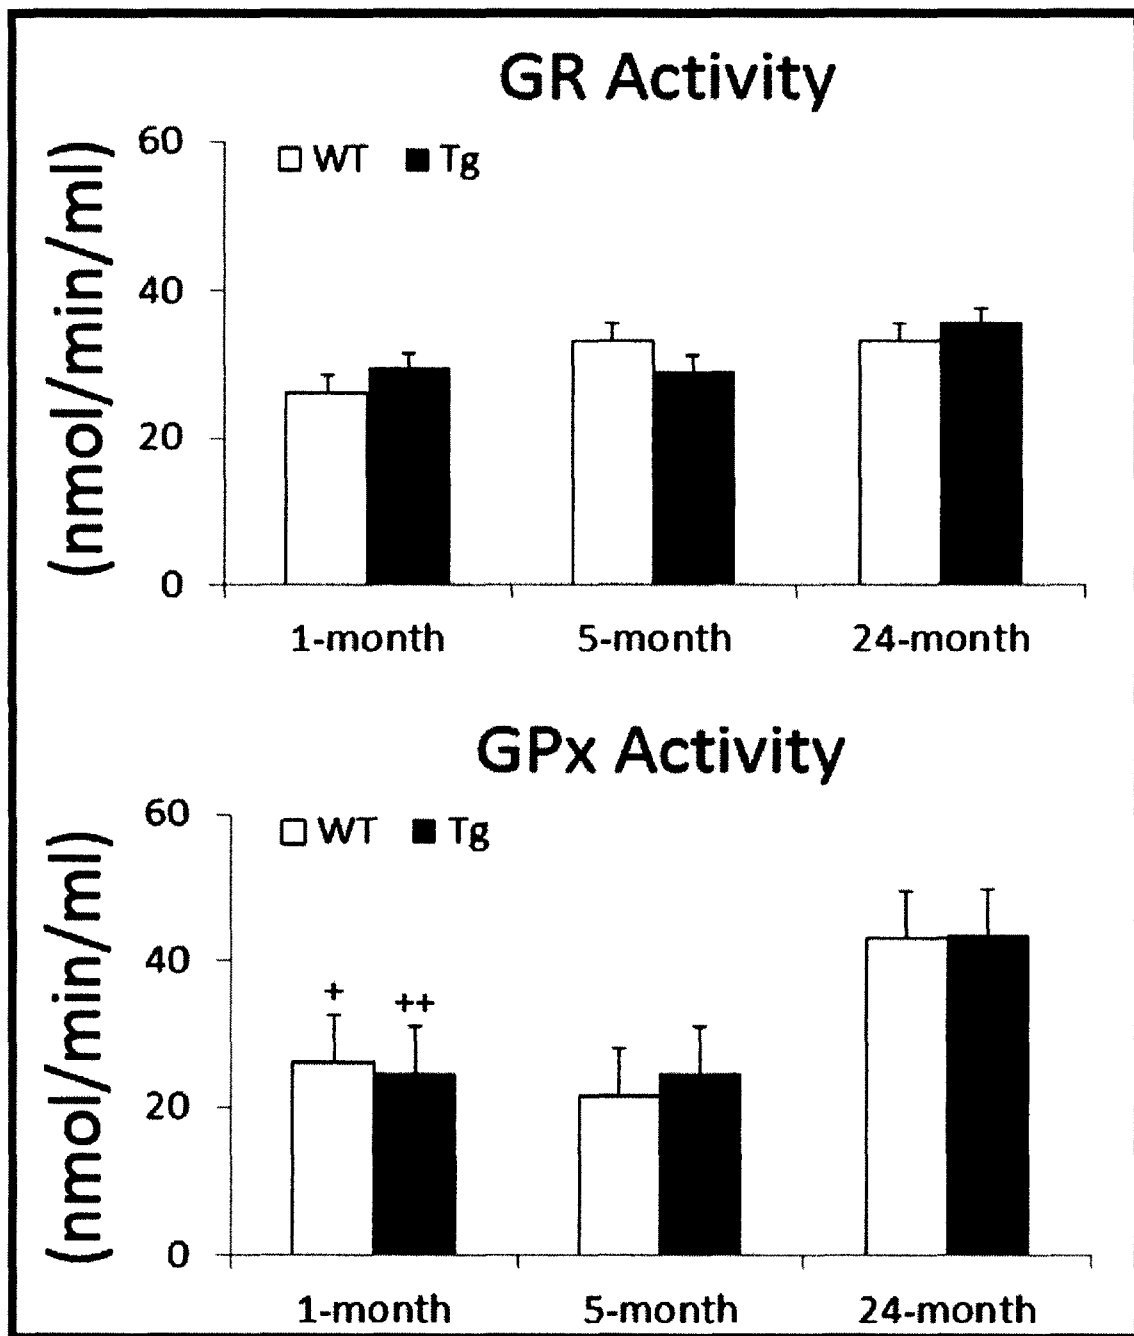 GR Activity
(nmol/min/ml)
60
40
20
0
WT Tg
1-month 5-month 24-month
GPx Activity
(nmol/min/ml)
60
40
20
0
WT Tg
+ ++
1-month 5-month 24-month